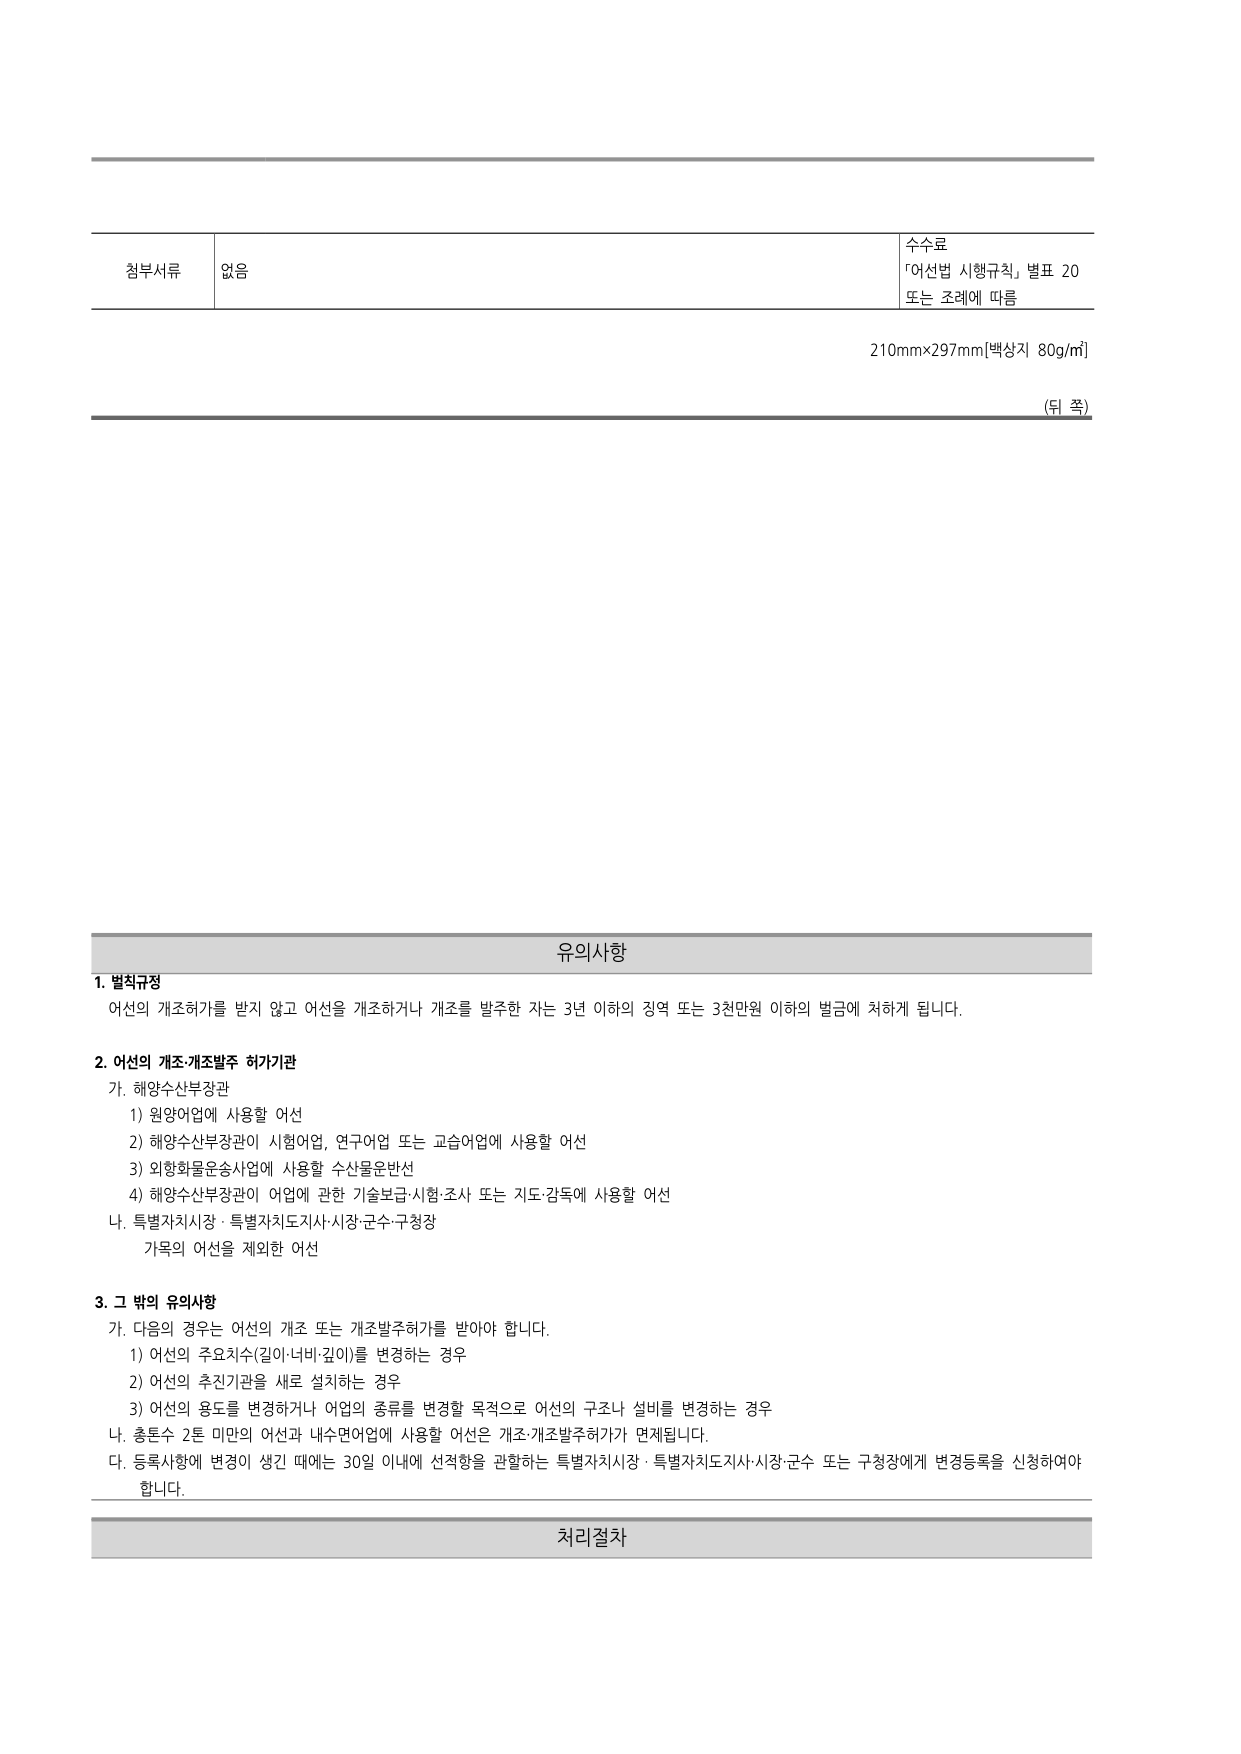 첨부서류
없음
수수료
「어선법 시행규칙」 별표 20
또는 조례에 따름
210mm×297mm[백상지 80g/㎡]
(뒤 쪽)
유의사항
1. 벌칙규정
어선의 개조허가를 받지 않고 어선을 개조하거나 개조를 발주한 자는 3년 이하의 징역 또는 3천만원 이하의 벌금에 처하게 됩니다.
2. 어선의 개조·개조발주 허가기관
가. 해양수산부장관
1) 원양어업에 사용할 어선
2) 해양수산부장관이 시험어업, 연구어업 또는 교습어업에 사용할 어선
3) 외항화물운송사업에 사용할 수산물운반선
4) 해양수산부장관이 어업에 관한 기술보급·시험·조사 또는 지도·감독에 사용할 어선
나. 특별자치시장ㆍ특별자치도지사·시장·군수·구청장
가목의 어선을 제외한 어선
3. 그 밖의 유의사항
가. 다음의 경우는 어선의 개조 또는 개조발주허가를 받아야 합니다.
1) 어선의 주요치수(길이·너비·깊이)를 변경하는 경우
2) 어선의 추진기관을 새로 설치하는 경우
3) 어선의 용도를 변경하거나 어업의 종류를 변경할 목적으로 어선의 구조나 설비를 변경하는 경우
나. 총톤수 2톤 미만의 어선과 내수면어업에 사용할 어선은 개조·개조발주허가가 면제됩니다.
다. 등록사항에 변경이 생긴 때에는 30일 이내에 선적항을 관할하는 특별자치시장ㆍ특별자치도지사·시장·군수 또는 구청장에게 변경등록을 신청하여야
합니다.
처리절차